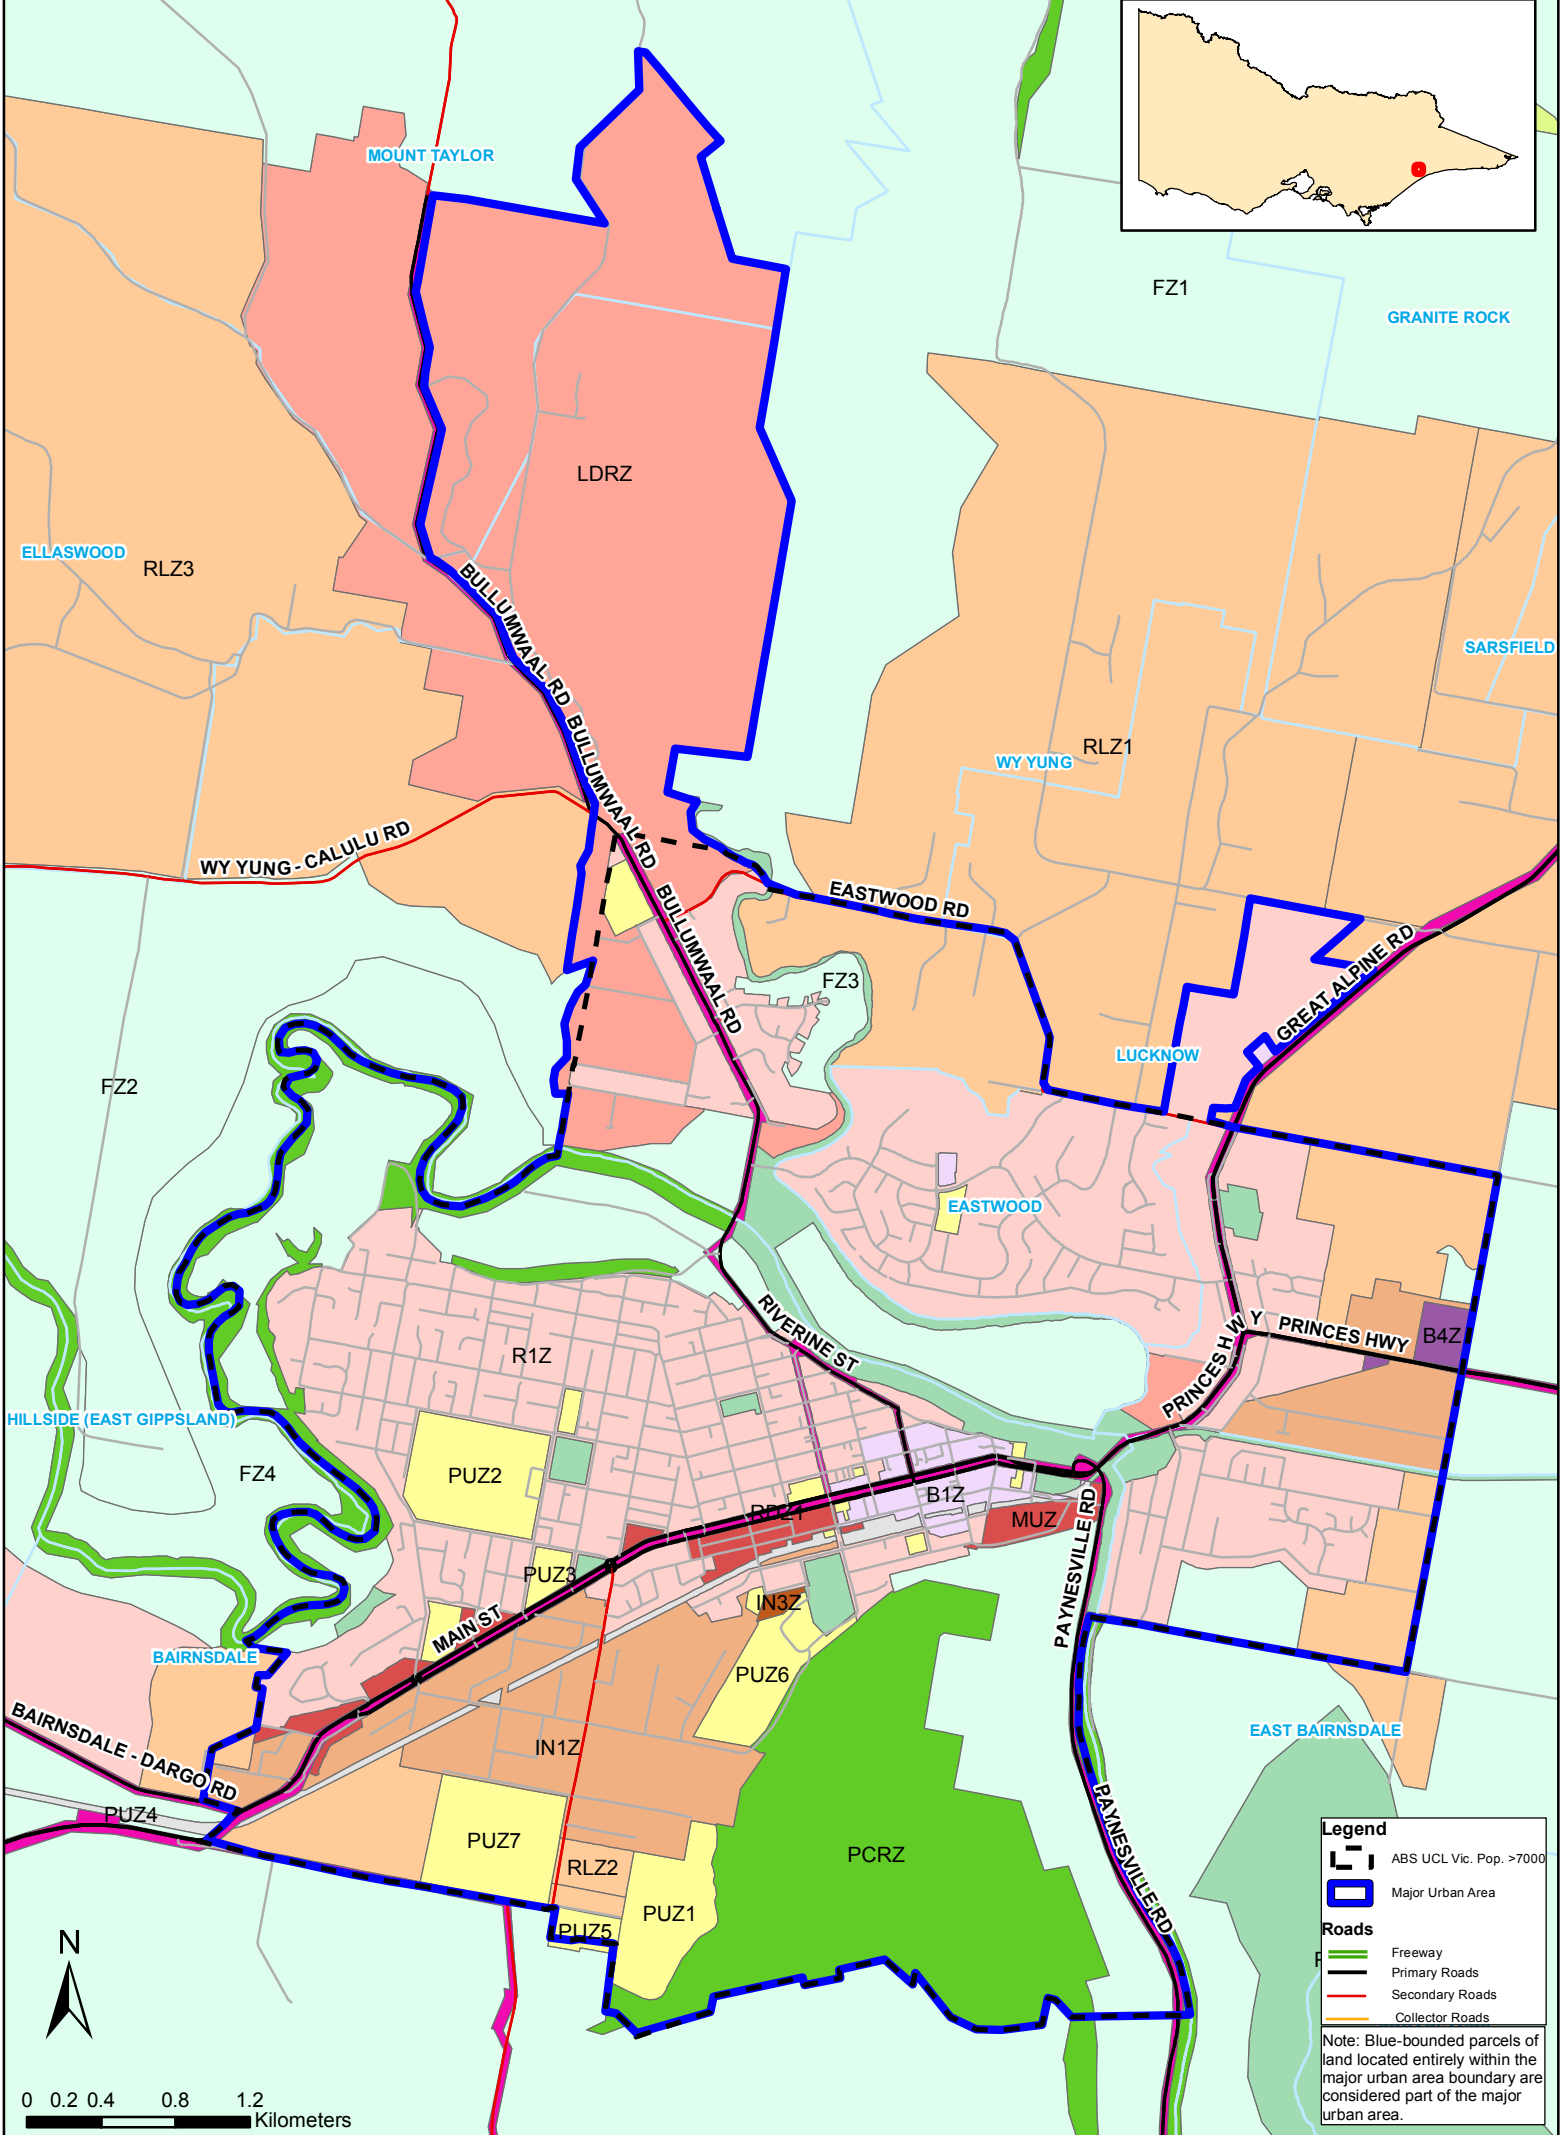 MOUNT TAYLOR
FZ1
GRANITE ROCK
LDRZ
ELLASWOOD
RLZ3
BULLUMWAAL RD
SARSFIELD
BULLUMWAAL RD
RLZ1
WY YUNG
WY YUNG - CALULU RD
BULLUMWAAL RD
EASTWOOD RD
GREAT ALPINE RD
FZ3
LUCKNOW
FZ2
EASTWOOD
RIVERINE ST
PRINCES HWY
PRINCES HWY
B4Z
R1Z
HILLSIDE (EAST GIPPSLAND)
FZ4
PUZ2
B1Z
RDZ1
MUZ
PAYNESVILLE RD
PUZ3
IN3Z
MAIN ST
BAIRNSDALE
PUZ6
BAIRNSDALE - DARGO RD
IN1Z
EAST BAIRNSDALE
PUZ4
PUZ7
PCRZ
PAYNESVILLE RD
RLZ2
PUZ1
PUZ5
Legend
ABS UCL Vic. Pop. >7000
Major Urban Area
Roads
Freeway
Primary Roads
Secondary Roads
Collector Roads
Note: Blue-bounded parcels of
land located entirely within the
major urban area boundary are
considered part of the major
urban area.
N
0 0.2 0.4 0.8 1.2
Kilometers